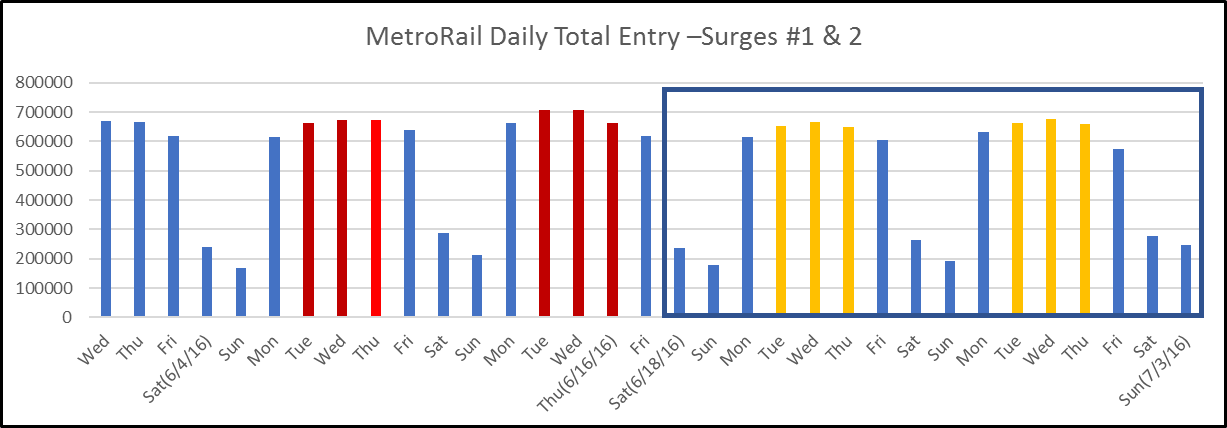 MetroRail Daily Total Entry –Surges #1 & 2
800000
700000
600000
500000
400000
300000
200000
100000
0
Wed
Thu
Fri
Sat(6/4/16)
Sun
Mon
Tue
Wed
Thu
Fri
Sat
Sun
Mon
Tue
Wed
Thu(6/16/16)
Fri
Sat(6/18/16)
Sun
Mon
Tue
Wed
Thu
Fri
Sat
Sun
Mon
Tue
Wed
Thu
Fri
Sat
Sun(7/3/16)